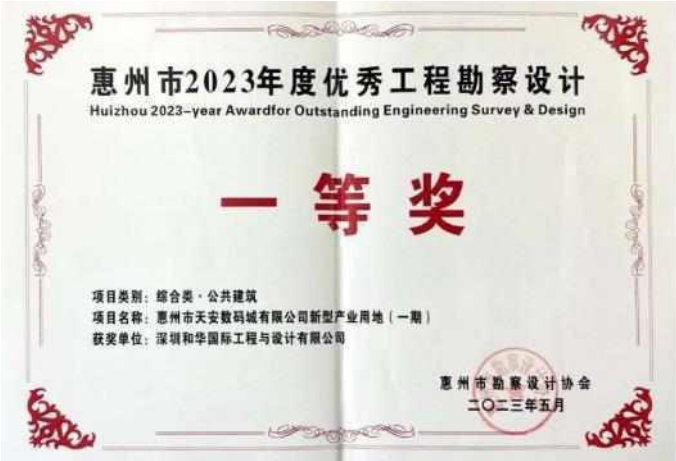 惠州市2023年度优秀工程勘察设计
Huizhou 2023-year Awardfor Outstanding Engineering Survey & Design
一等奖
项目类别：综合类·公共建筑
项目名称：惠州市天安数码城有限公司新型产业用地（一期）
获奖单位：深圳和华国际工程与设计有限公司
惠州市勘察设计协会
二〇二三年五月